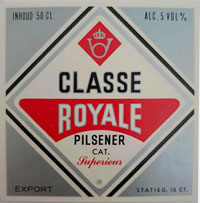 INHOUD 50 CL.
ALC. 5 VOL %
CLASSE
ROYALE
PILSENER
CAT.
Superieur
EXPORT
STATIEG. 10 CT.